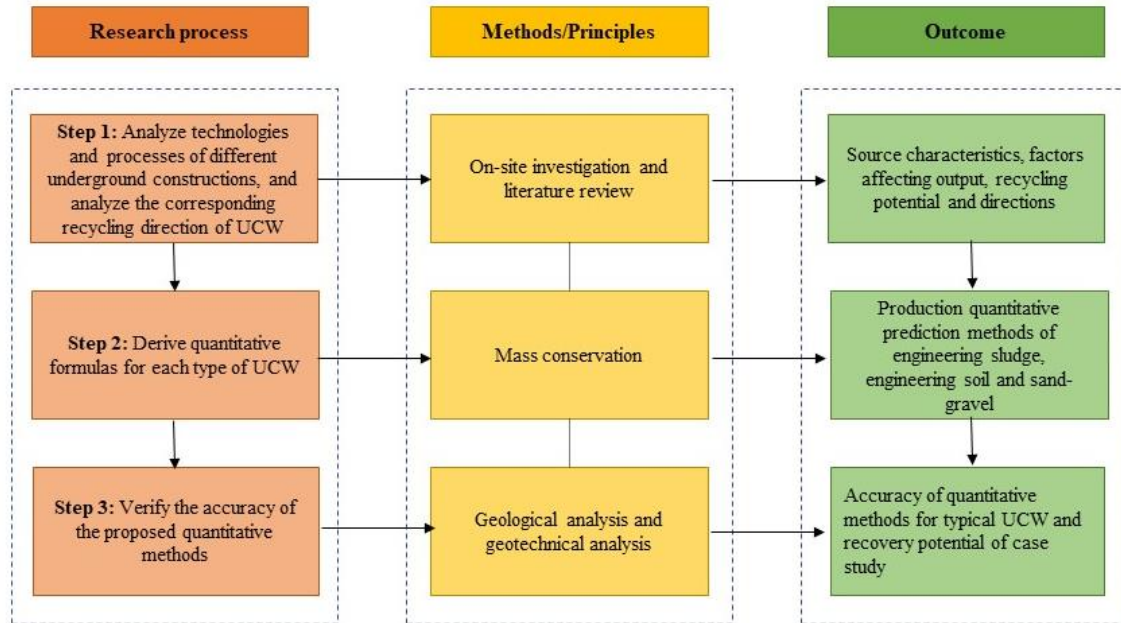 Research process
Methods/Principles
Outcome
Step 1: Analyze technologies
and processes of different
underground constructions, and
analyze the corresponding
recycling direction of UCW
On-site investigation and
literature review
Source characteristics, factors
affecting output, recycling
potential and directions
Step 2: Derive quantitative
formulas for each type of UCW
Mass conservation
Production quantitative
prediction methods of
engineering sludge,
engineering soil and sand-
gravel
Step 3: Verify the accuracy of
the proposed quantitative
methods
Geological analysis and
geotechnical analysis
Accuracy of quantitative
methods for typical UCW and
recovery potential of case
study